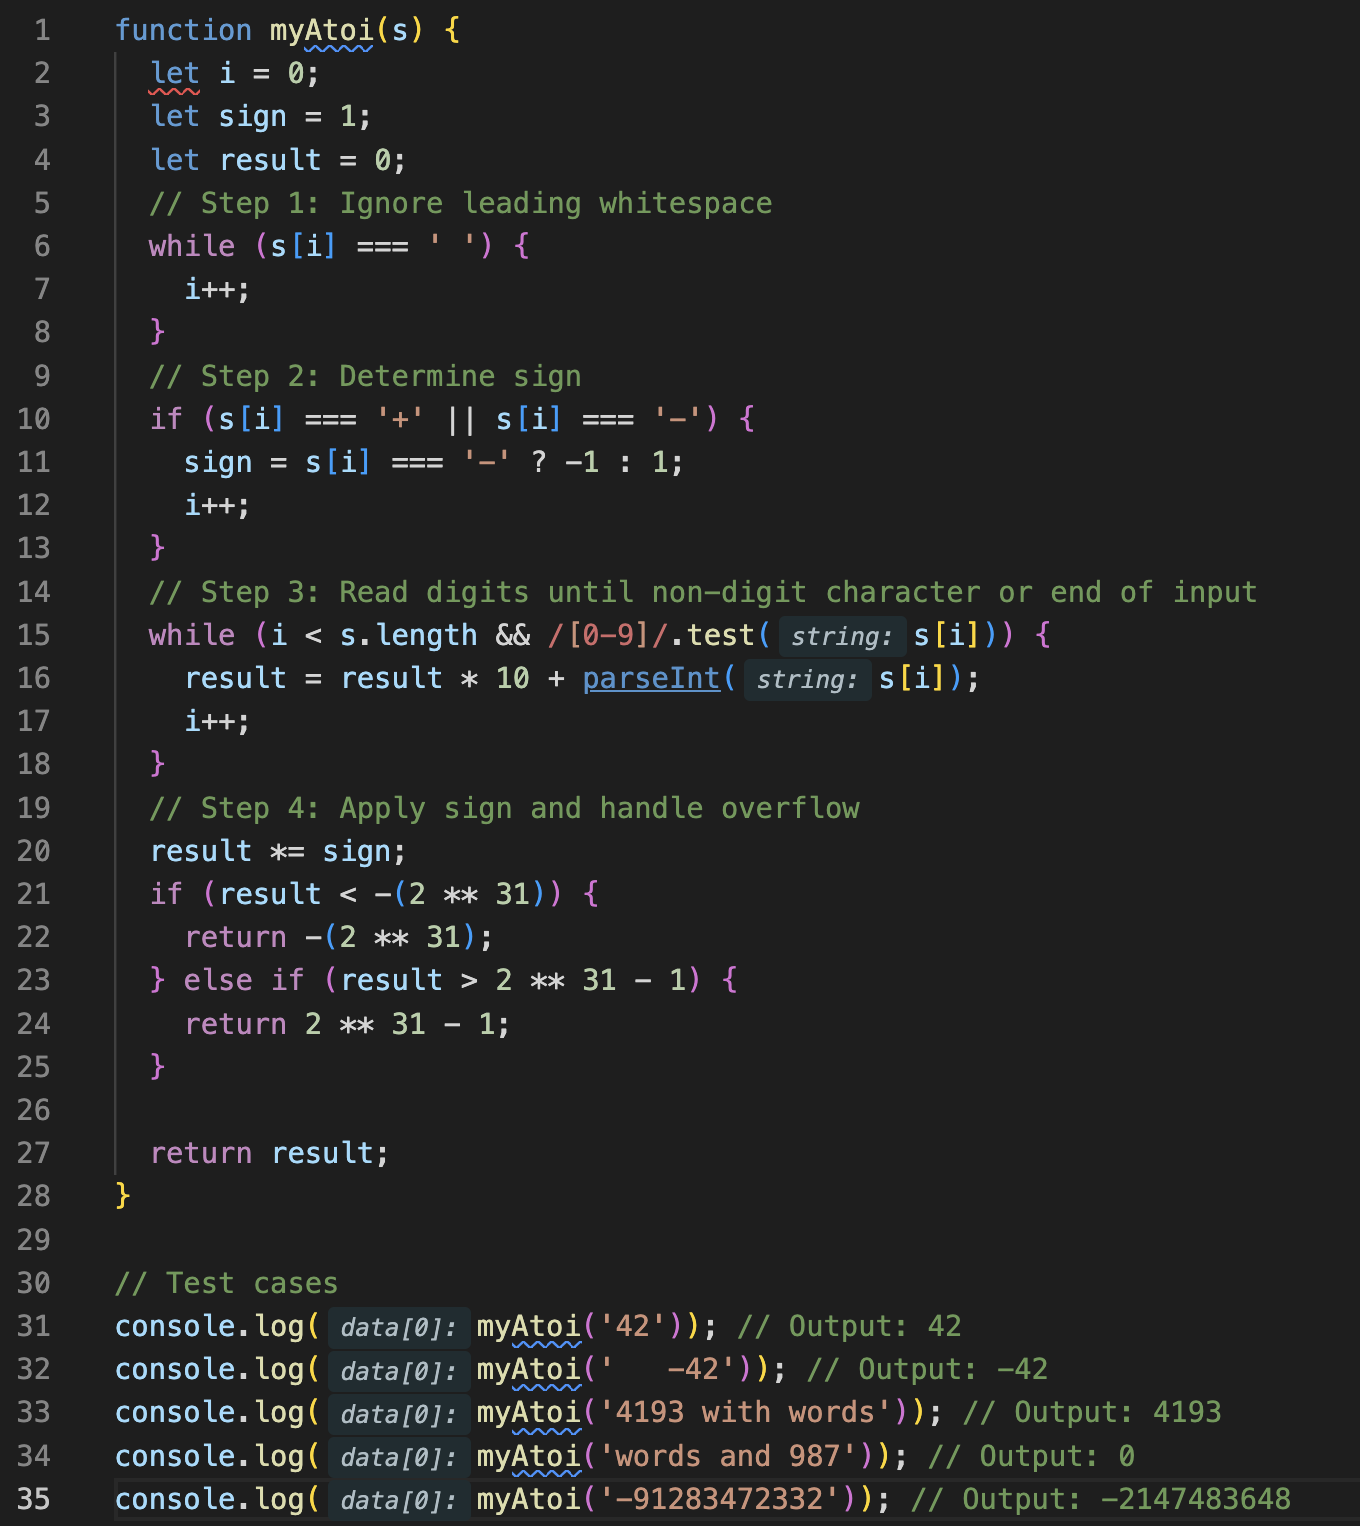 1 function myAtoi(s) {
2 let i = 0;
3 let sign = 1;
4 let result = 0;
5 // Step 1: Ignore leading whitespace
6 while (s[i] === ' ') {
7 i++;
8 }
9 // Step 2: Determine sign
10 if (s[i] === '+' || s[i] === '-') {
11 sign = s[i] === '-' ? -1 : 1;
12 i++;
13 }
14 // Step 3: Read digits until non-digit character or end of input
15 while (i < s.length && /[0-9]/.test( string: s[i])) {
16 result = result * 10 + parseInt( string: s[i]);
17 i++;
18 }
19 // Step 4: Apply sign and handle overflow
20 result *= sign;
21 if (result < -(2 ** 31)) {
22 return -(2 ** 31);
23 } else if (result > 2 ** 31 - 1) {
24 return 2 ** 31 - 1;
25 }
26
27 return result;
28 }
29
30 // Test cases
31 console.log( data[0]: myAtoi('42')); // Output: 42
32 console.log( data[0]: myAtoi('   -42')); // Output: -42
33 console.log( data[0]: myAtoi('4193 with words')); // Output: 4193
34 console.log( data[0]: myAtoi('words and 987')); // Output: 0
35 console.log( data[0]: myAtoi('-91283472332')); // Output: -2147483648